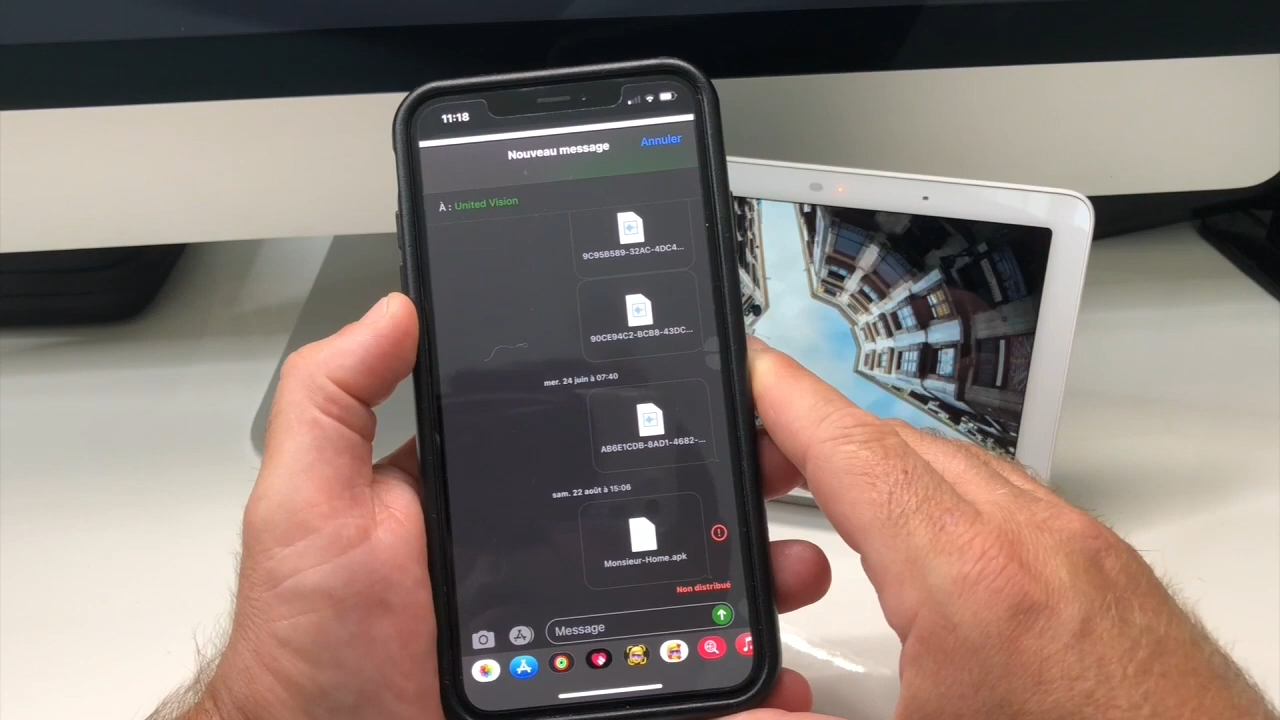 11:18
Nouveau message
Annuler
À : United Vision
9C95B589-32AC-4DC4...
90CE94C2-BCB8-43DC...
mer. 24 juin à 07:40
AB6E1CDB-8AD1-4682-...
sam. 22 août à 15:06
Monsieur-Home.apk
Non distribué
Message